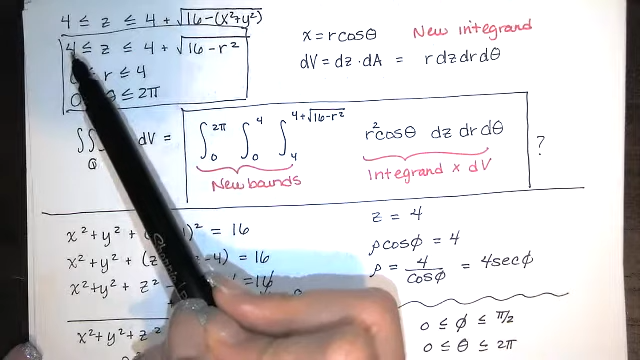 4 ≤ z ≤ 4 + √16-(x²+y²)
4 ≤ z ≤ 4 + √16-r²
≤ r ≤ 4
0 θ ≤ 2π
x = rcosθ
New integrand
dV = dz·dA = r dz dr dθ
∭ dV = ∫₀^2π ∫₀^4 ∫₄^4+√16-r² r²cosθ dz dr dθ ?
Q
New bounds
Integrand x dV
x²+y²+ )² = 16
x²+y²+ (z -4) = 16
x²+y²+ z² = 16
x²+y²+z²
z = 4
ρcosφ = 4
ρ = 4/cosφ = 4secφ
0 ≤ φ ≤ π/2
0 ≤ θ ≤ 2π